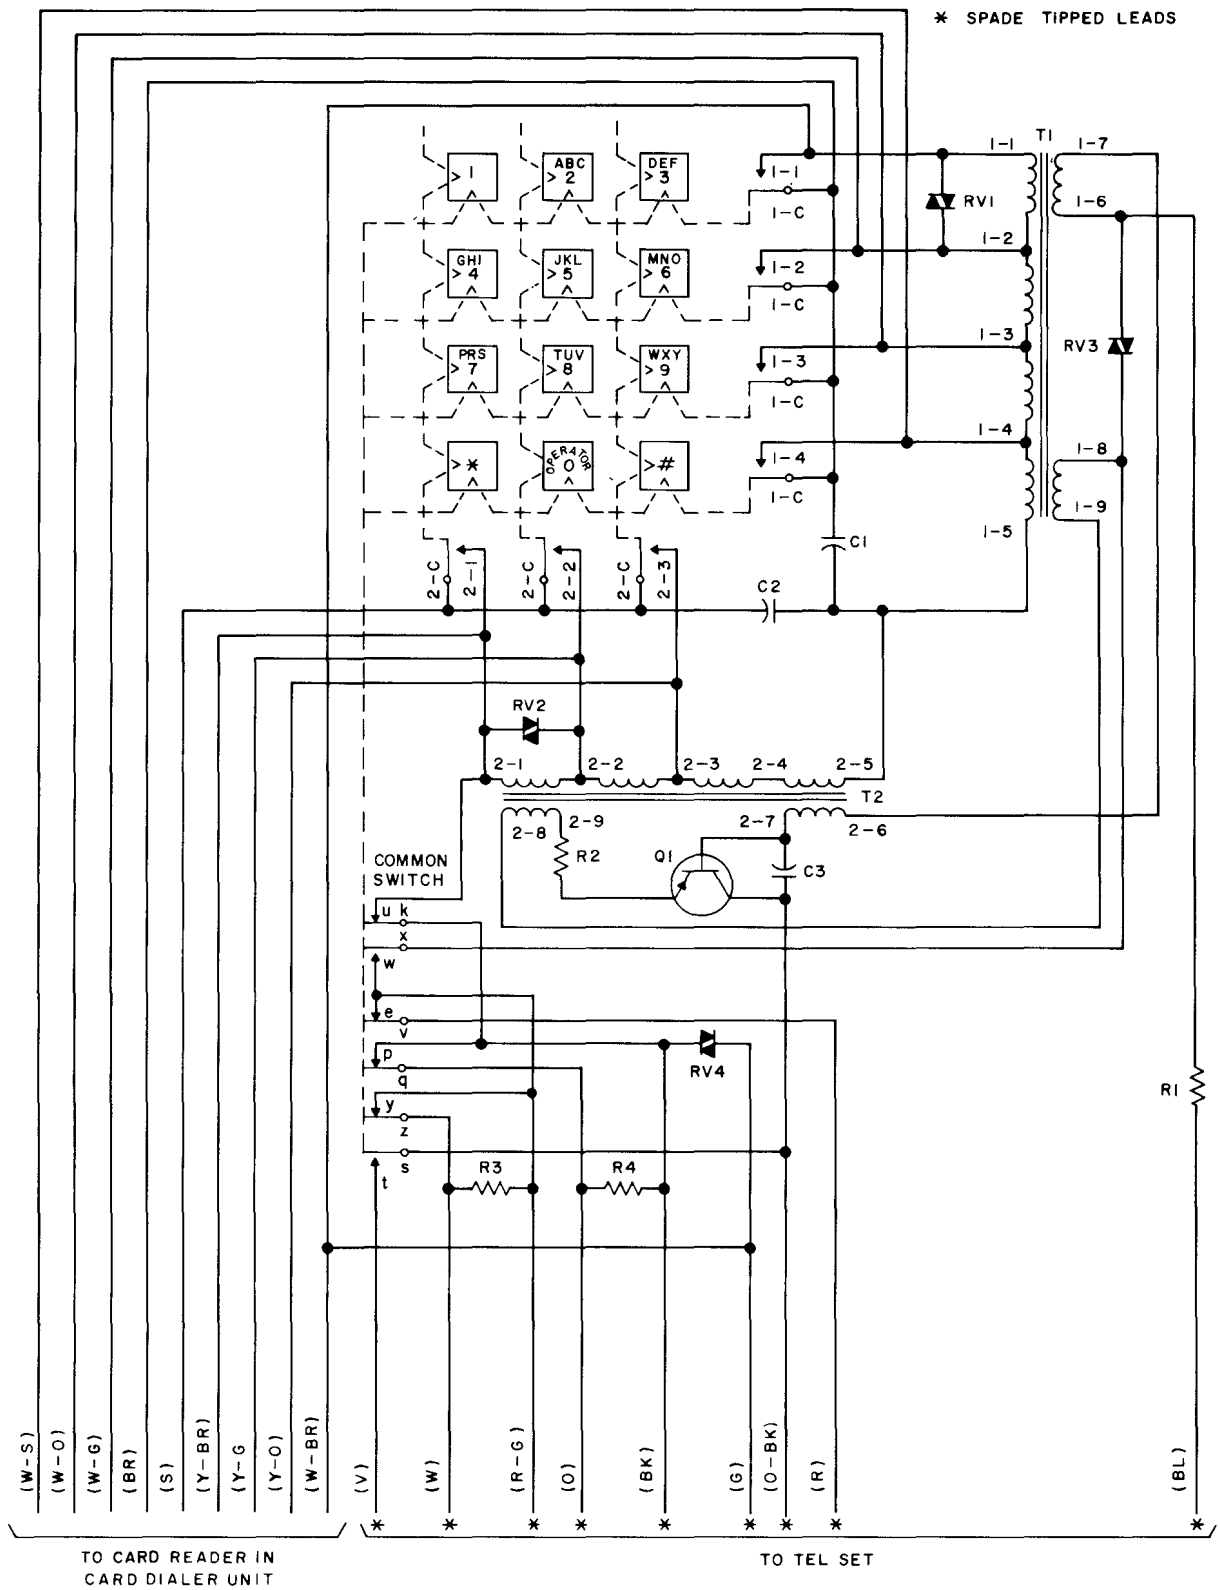 * SPADE TIPPED LEADS
T1
1-1
1-7
1
ABC
2
DEF
3
1-1
1-C
RV1
1-6
1-2
GHI
4
JKL
5
MNO
6
1-2
1-C
1-3
RV3
PRS
7
TUV
8
WXY
9
1-3
1-C
1-4
1-8
*
OPERATOR
0
#
1-4
1-C
1-9
1-5
C1
2-C
2-1
2-C
2-2
2-C
2-3
C2
RV2
2-1
2-2
2-3
2-4
2-5
T2
2-8
2-9
2-7
2-6
R2
Q1
C3
COMMON
SWITCH
u k
x
w
e
v
p
q
RV4
R1
y
z
s
t
R3
R4
(W-S)
(W-O)
(W-G)
(BR)
(S)
(Y-BR)
(Y-G
(Y-O)
(W-BR)
(V)
(W)
(R-G)
(O)
(BK)
(G)
(O-BK)
(R)
(BL)
* * * * * * * * *
TO CARD READER IN
CARD DIALER UNIT
TO TEL SET